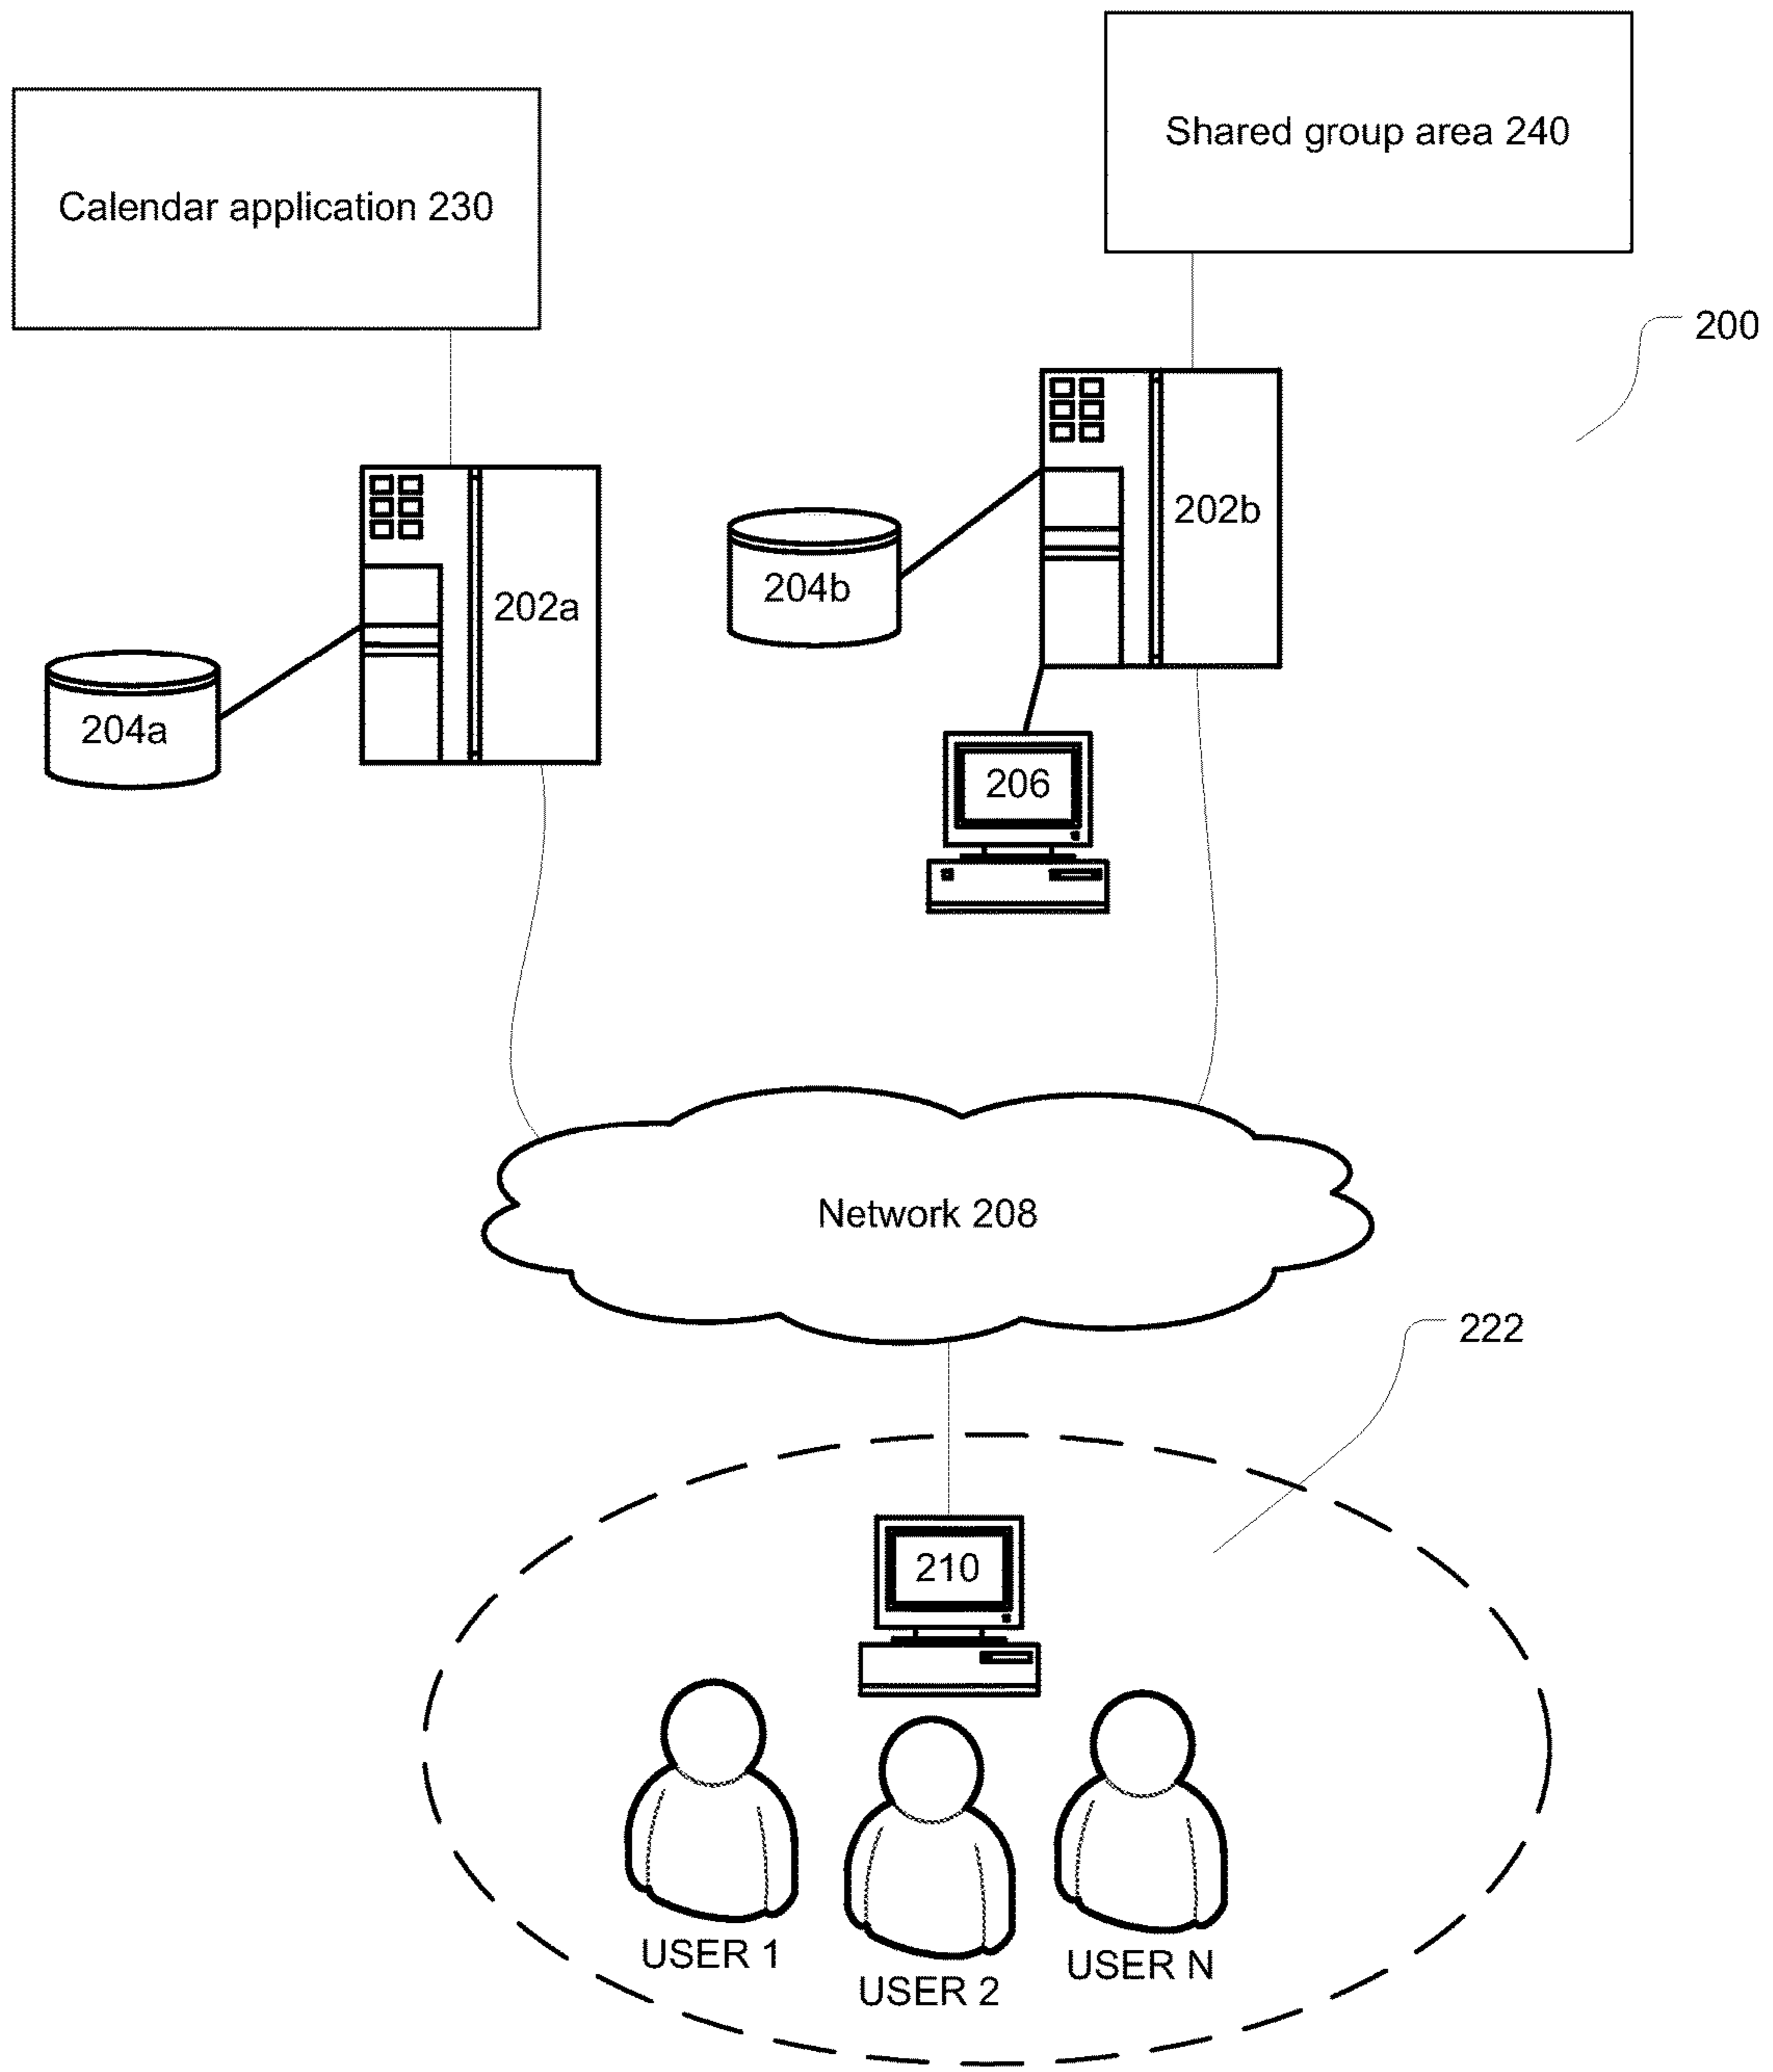 Shared group area 240
Calendar application 230
200
202b
204b
202a
204a
206
Network 208
222
210
USER 1
USER 2
USER N